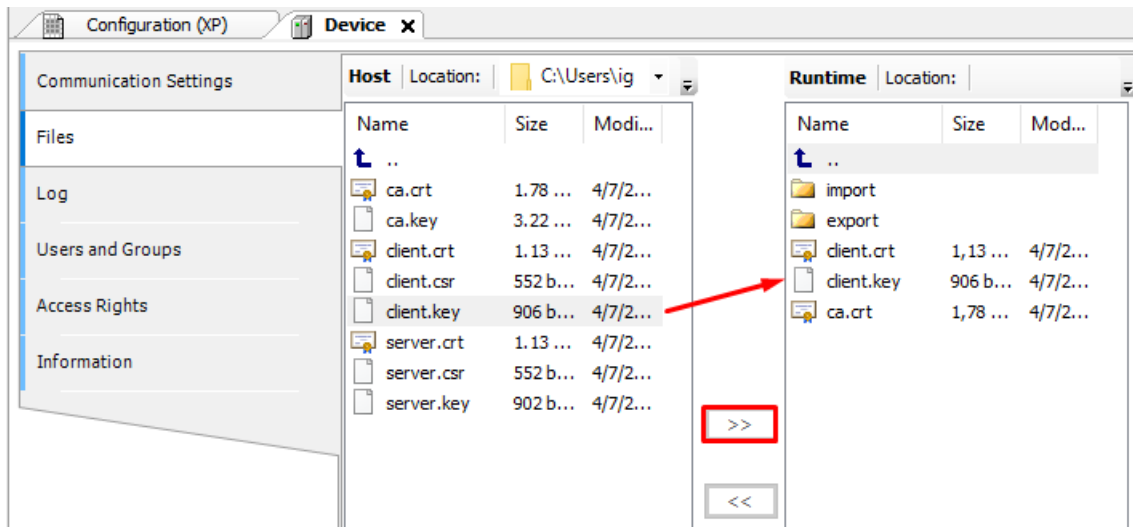 Configuration (XP) Device
Communication Settings
Files
Log
Users and Groups
Access Rights
Information
Host Location: C:\Users\ig
Name Size Modi...
..
ca.crt 1.78 ... 4/7/2...
ca.key 3.22 ... 4/7/2...
client.crt 1.13 ... 4/7/2...
client.csr 552 b... 4/7/2...
client.key 906 b... 4/7/2...
server.crt 1.13 ... 4/7/2...
server.csr 552 b... 4/7/2...
server.key 902 b... 4/7/2...
>>
<<
Runtime Location:
Name Size Mod...
..
import
export
client.crt 1,13 ... 4/7/2...
client.key 906 b... 4/7/2...
ca.crt 1,78 ... 4/7/2...